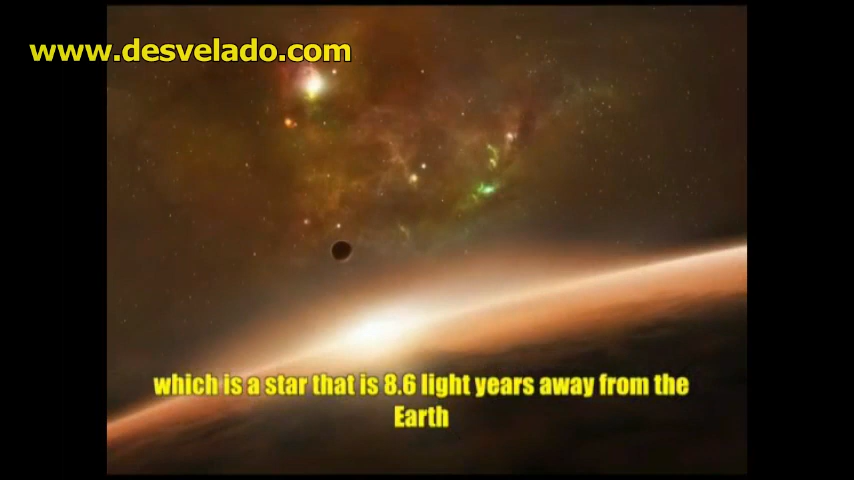 www.desvelado.com
which is a star that is 8.6 light years away from the
Earth